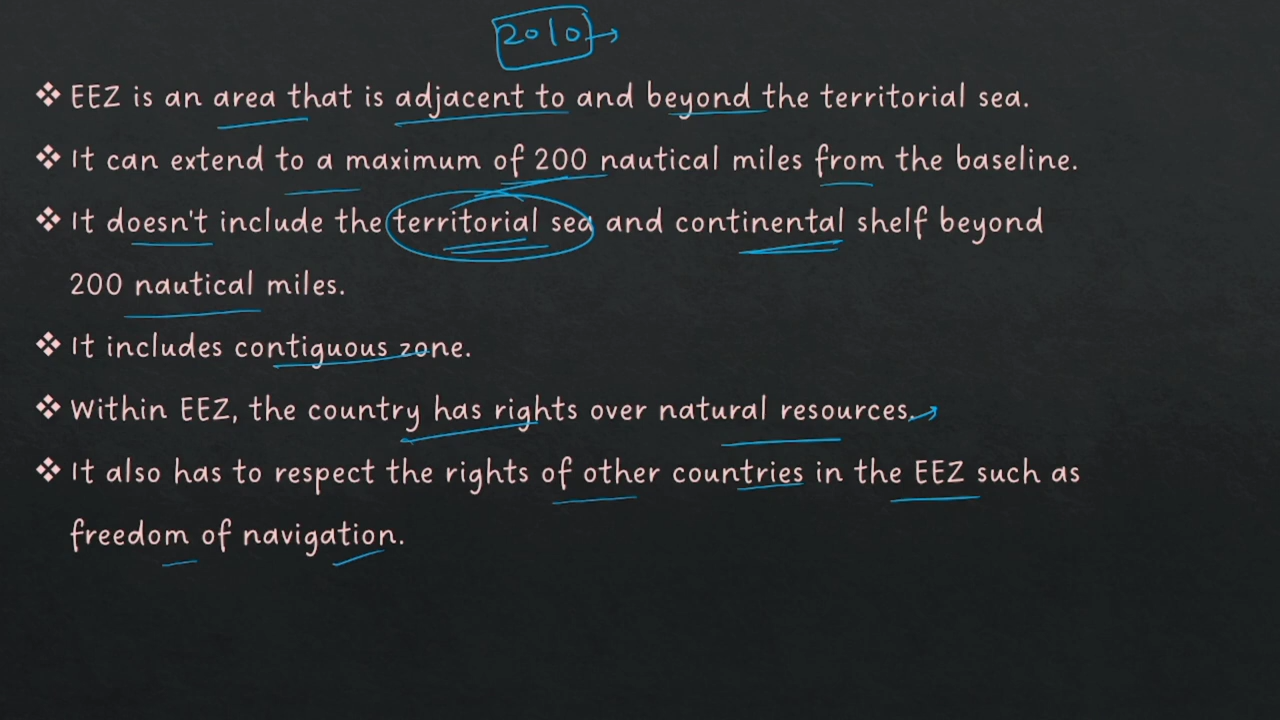 2010
❖ EEZ is an area that is adjacent to and beyond the territorial sea.
❖ It can extend to a maximum of 200 nautical miles from the baseline.
❖ It doesn't include the territorial sea and continental shelf beyond
200 nautical miles.
❖ It includes contiguous zone.
❖ Within EEZ, the country has rights over natural resources.
❖ It also has to respect the rights of other countries in the EEZ such as
freedom of navigation.